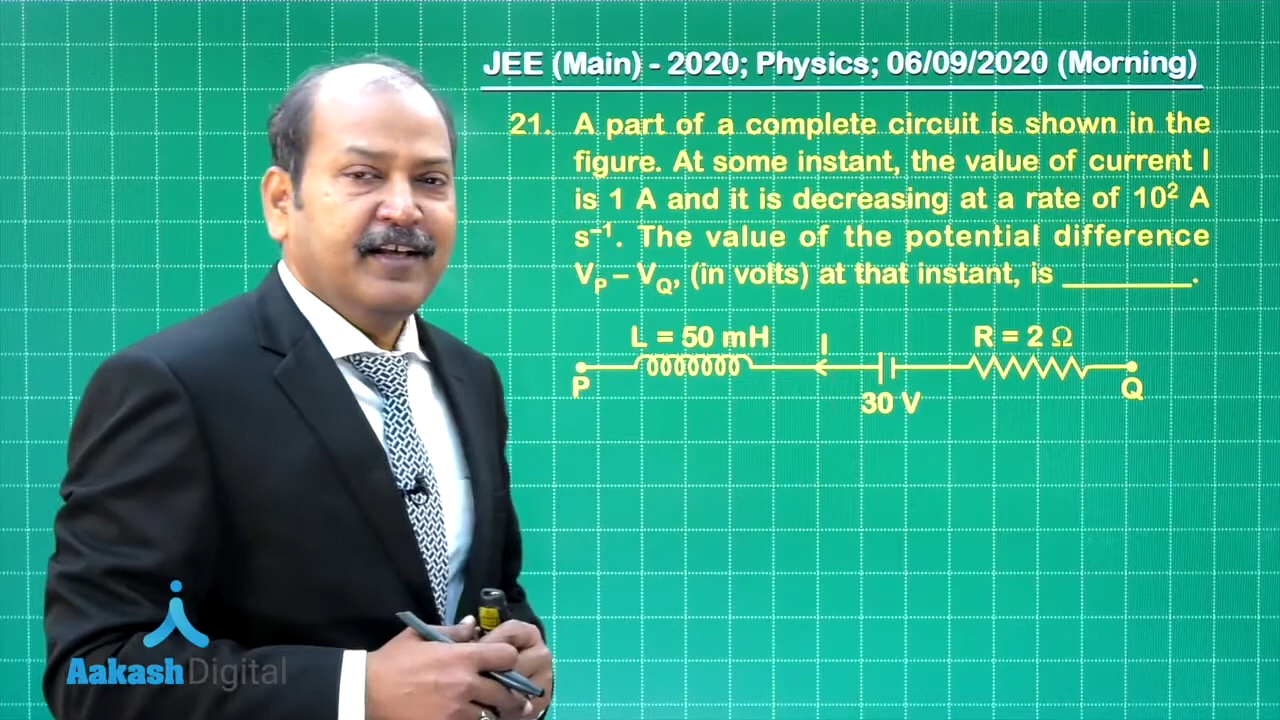 JEE (Main) - 2020; Physics; 06/09/2020 (Morning)
21. A part of a complete circuit is shown in the
figure. At some instant, the value of current I
is 1 A and it is decreasing at a rate of 10² A
s⁻¹. The value of the potential difference
V_P – V_Q, (in volts) at that instant, is ________.
L = 50 mH I R = 2 Ω
P Q
30 V
Aakash Digital